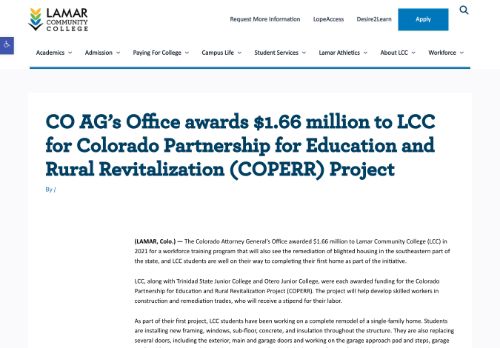 LAMAR
COMMUNITY
COLLEGE
Request More Information LopeAccess Desire2Learn Apply
Academics Admission Paying For College Campus Life Student Services Lamar Athletics About LCC Workforce
CO AG's Office awards $1.66 million to LCC
for Colorado Partnership for Education and
Rural Revitalization (COPERR) Project
By /
(LAMAR, Colo.) — The Colorado Attorney General's Office awarded $1.66 million to Lamar Community College (LCC) in
2021 for a workforce training program that will also see the remediation of blighted housing in the southeastern part of
the state, and LCC students are well on their way to completing their first home as part of the initiative.
LCC, along with Trinidad State Junior College and Otero Junior College, were each awarded funding for the Colorado
Partnership for Education and Rural Revitalization Project (COPERR). The project will help develop skilled workers in
construction and remediation trades, who will receive a stipend for their labor.
As part of their first project, LCC students have been working on a complete remodel of a single-family home. Students
are installing new framing, windows, sub-floor, concrete, and insulation throughout the structure. They are also replacing
several doors, including the exterior, main and garage doors and working on the garage approach pad and steps, garage